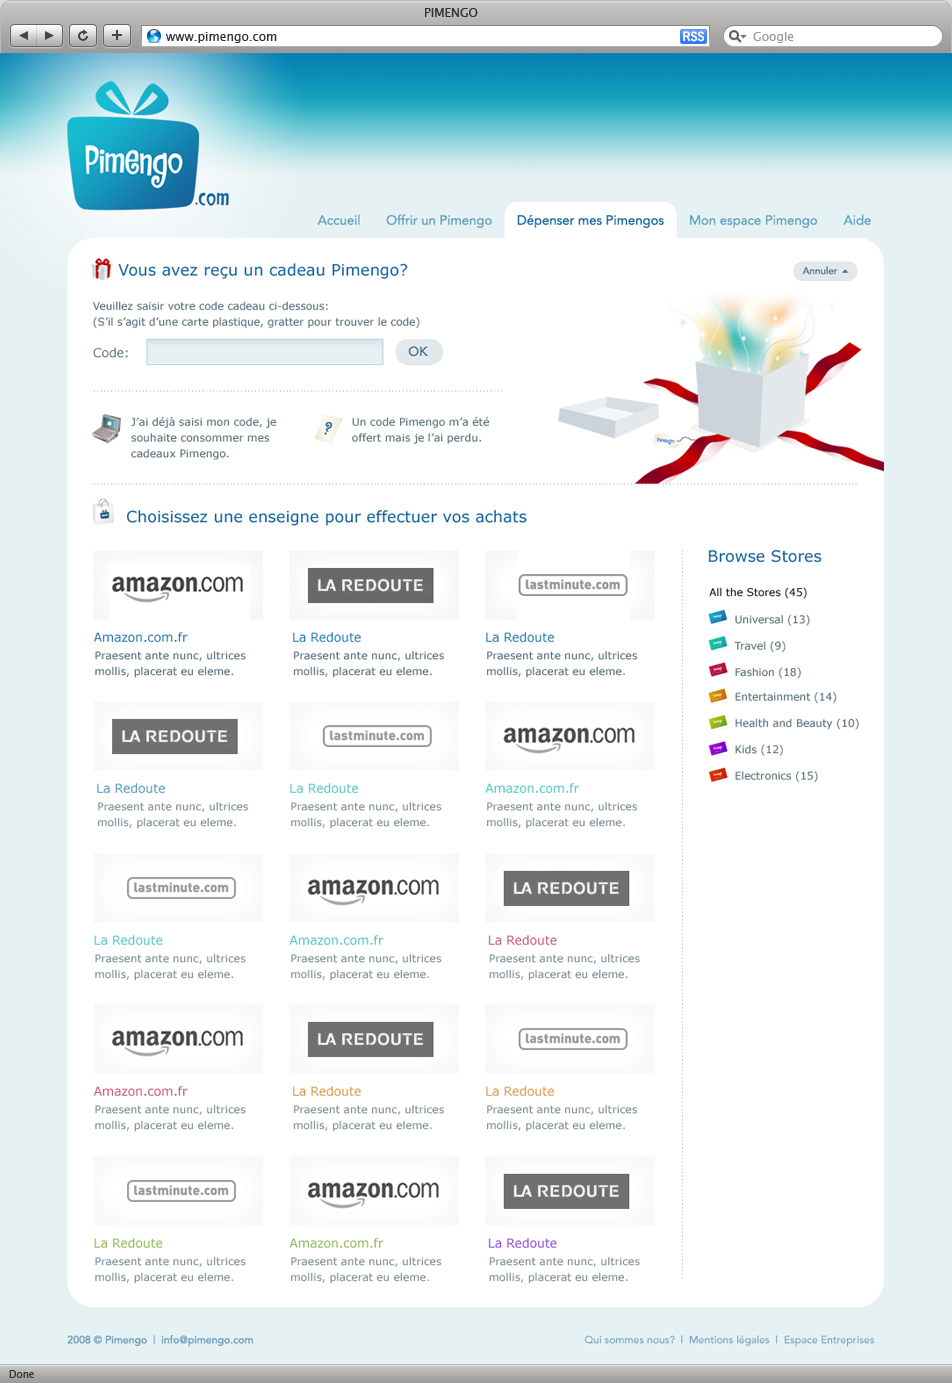 PIMENGO
www.pimengo.com
RSS
Google
Pimengo
.com
Accueil
Offrir un Pimengo
Dépenser mes Pimengos
Mon espace Pimengo
Aide
Vous avez reçu un cadeau Pimengo?
Annuler
Veuillez saisir votre code cadeau ci-dessous:
(S'il s'agit d'une carte plastique, gratter pour trouver le code)
Code:
OK
J'ai déjà saisi mon code, je
souhaite consommer mes
cadeaux Pimengo.
?
Un code Pimengo m'a été
offert mais je l'ai perdu.
Pimengo
Choisissez une enseigne pour effectuer vos achats
amazon.com
LA REDOUTE
lastminute.com
Amazon.com.fr
La Redoute
La Redoute
Praesent ante nunc, ultrices
mollis, placerat eu eleme.
Praesent ante nunc, ultrices
mollis, placerat eu eleme.
Praesent ante nunc, ultrices
mollis, placerat eu eleme.
LA REDOUTE
lastminute.com
amazon.com
La Redoute
La Redoute
Amazon.com.fr
Praesent ante nunc, ultrices
mollis, placerat eu eleme.
Praesent ante nunc, ultrices
mollis, placerat eu eleme.
Praesent ante nunc, ultrices
mollis, placerat eu eleme.
lastminute.com
amazon.com
LA REDOUTE
La Redoute
Amazon.com.fr
La Redoute
Praesent ante nunc, ultrices
mollis, placerat eu eleme.
Praesent ante nunc, ultrices
mollis, placerat eu eleme.
Praesent ante nunc, ultrices
mollis, placerat eu eleme.
amazon.com
LA REDOUTE
lastminute.com
Amazon.com.fr
La Redoute
La Redoute
Praesent ante nunc, ultrices
mollis, placerat eu eleme.
Praesent ante nunc, ultrices
mollis, placerat eu eleme.
Praesent ante nunc, ultrices
mollis, placerat eu eleme.
lastminute.com
amazon.com
LA REDOUTE
La Redoute
Amazon.com.fr
La Redoute
Praesent ante nunc, ultrices
mollis, placerat eu eleme.
Praesent ante nunc, ultrices
mollis, placerat eu eleme.
Praesent ante nunc, ultrices
mollis, placerat eu eleme.
Browse Stores
All the Stores (45)
Universal (13)
Travel (9)
Fashion (18)
Entertainment (14)
Health and Beauty (10)
Kids (12)
Electronics (15)
2008 © Pimengo | info@pimengo.com
Qui sommes nous? | Mentions légales | Espace Entreprises
Done